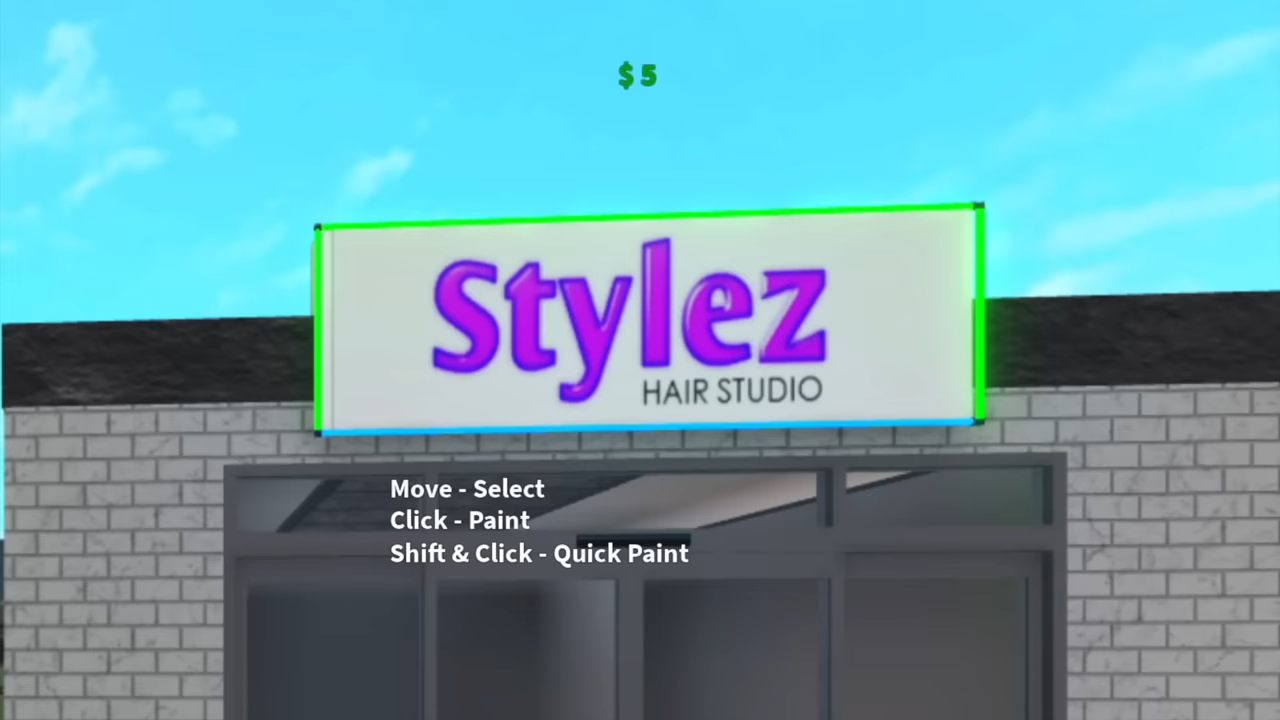 $ 5
Stylez
HAIR STUDIO
Move - Select
Click - Paint
Shift & Click - Quick Paint